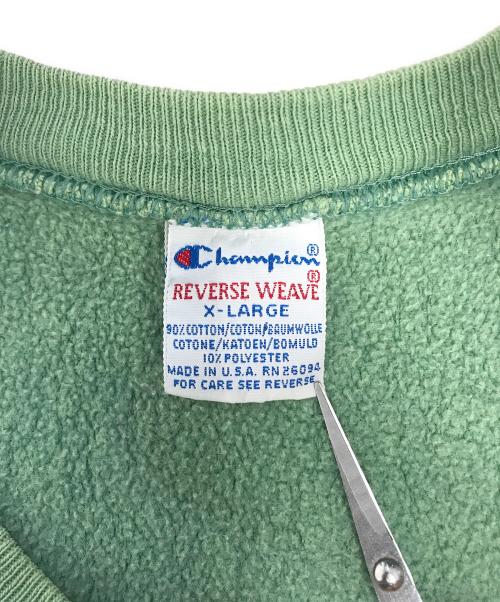 Champion®
REVERSE WEAVE®
X-LARGE
90% COTTON/COTON/BAUMWOLLE
COTONE/KATOEN/BOMULD
10% POLYESTER
MADE IN U.S.A. RN 26094
FOR CARE SEE REVERSE